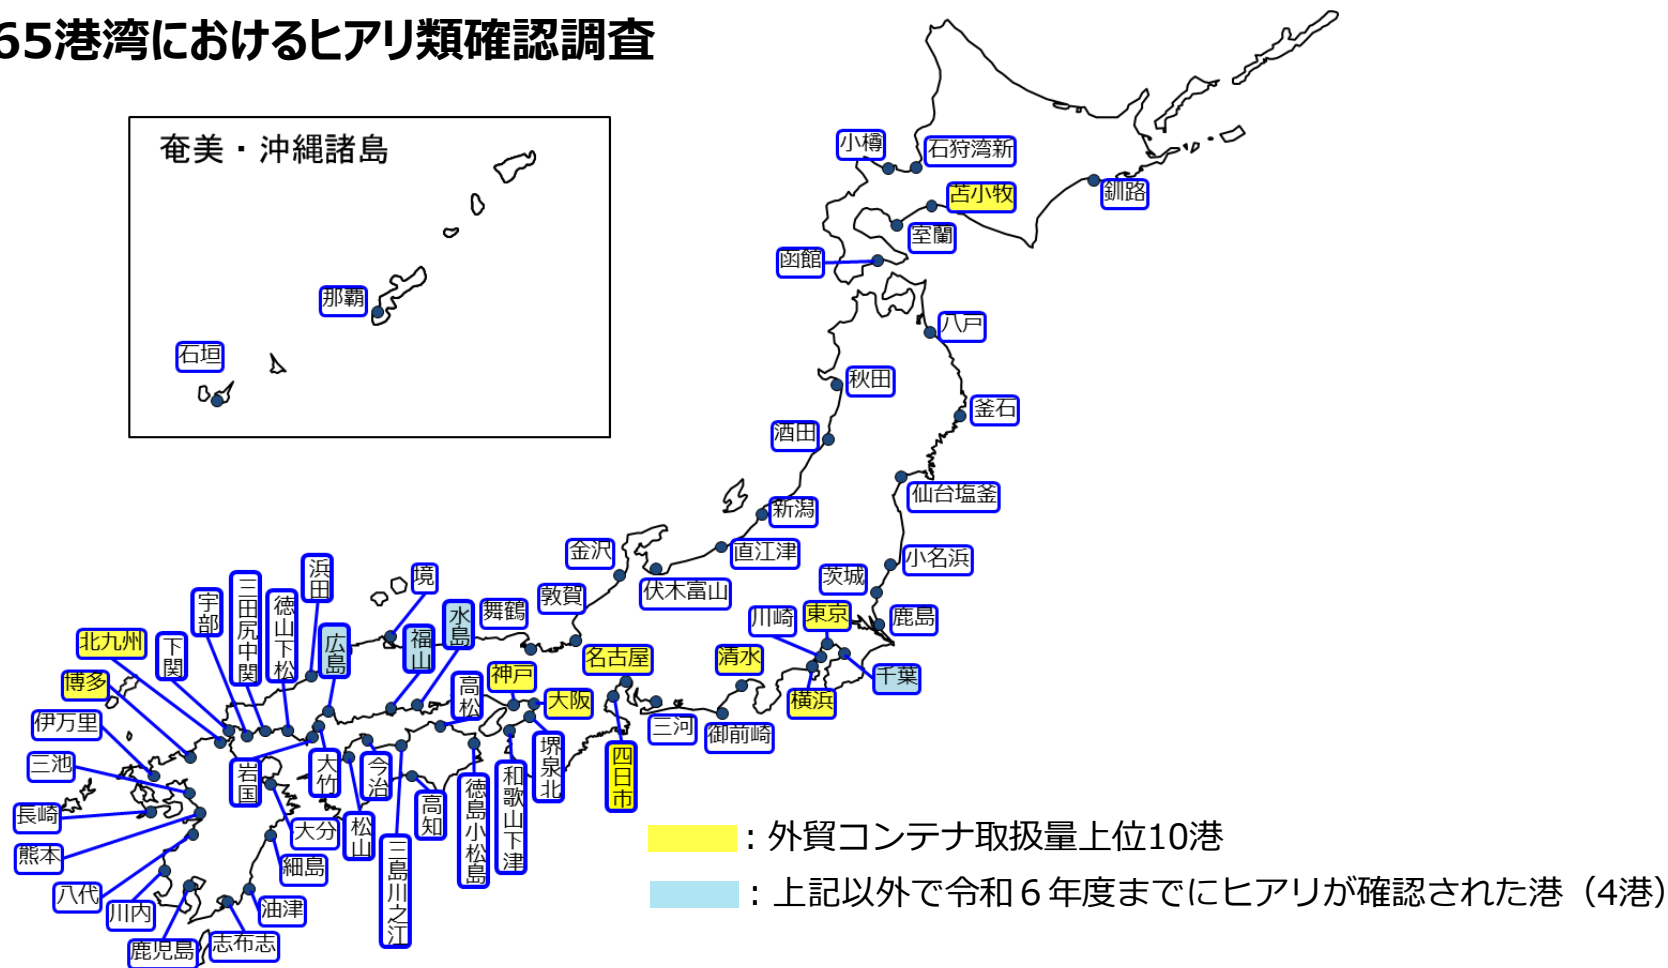 65港湾におけるヒアリ類確認調査
奄美・沖縄諸島
那覇
石垣
小樽
石狩湾新
苫小牧
釧路
室蘭
函館
八戸
秋田
釜石
酒田
仙台塩釜
新潟
直江津
金沢
伏木富山
小名浜
茨城
鹿島
川崎
東京
千葉
横浜
清水
御前崎
三河
名古屋
四日市
敦賀
舞鶴
境
水島
福山
広島
浜田
徳山下松
三田尻中関
宇部
下関
北九州
博多
伊万里
三池
長崎
熊本
八代
川内
鹿児島
志布志
油津
細島
大分
岩国
大竹
松山
今治
三島川之江
高知
高松
徳島小松島
和歌山下津
堺泉北
神戸
大阪
：外貿コンテナ取扱量上位10港
：上記以外で令和６年度までにヒアリが確認された港（4港）